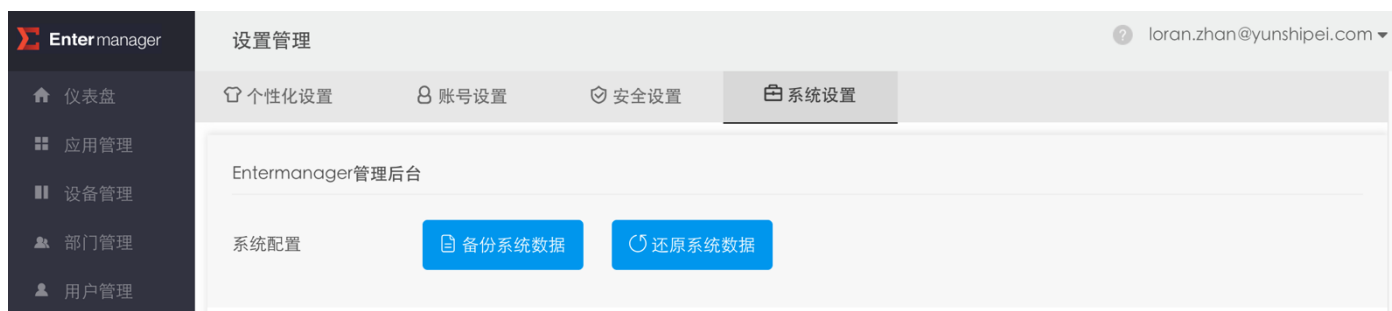 Entermanager
设置管理
loran.zhan@yunshipei.com
仪表盘
个性化设置
账号设置
安全设置
系统设置
应用管理
设备管理
部门管理
用户管理
Entermanager管理后台
系统配置
备份系统数据
还原系统数据